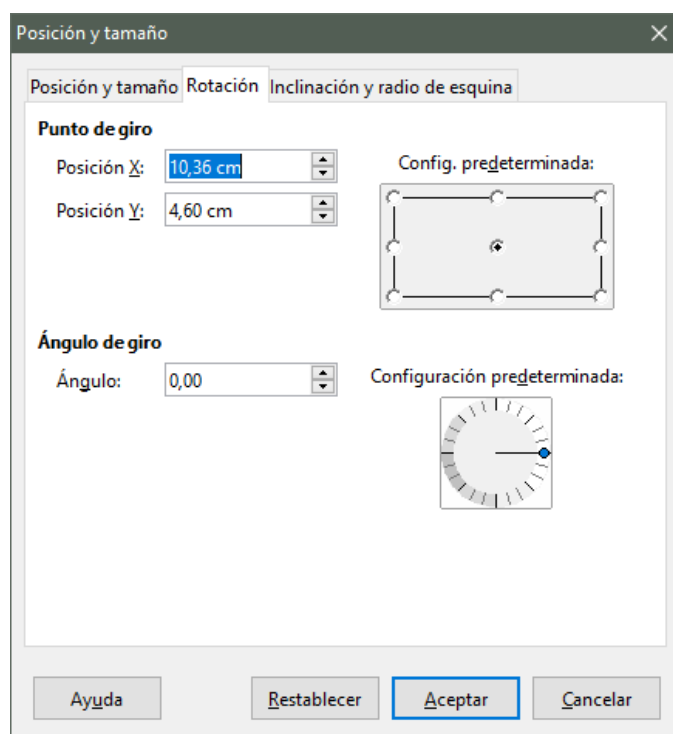 Posición y tamaño
Posición y tamaño Rotación Inclinación y radio de esquina
Punto de giro
Posición X: 10,36 cm Config. predeterminada:
Posición Y: 4,60 cm
Ángulo de giro
Ángulo: 0,00 Configuración predeterminada:
Ayuda Restablecer Aceptar Cancelar